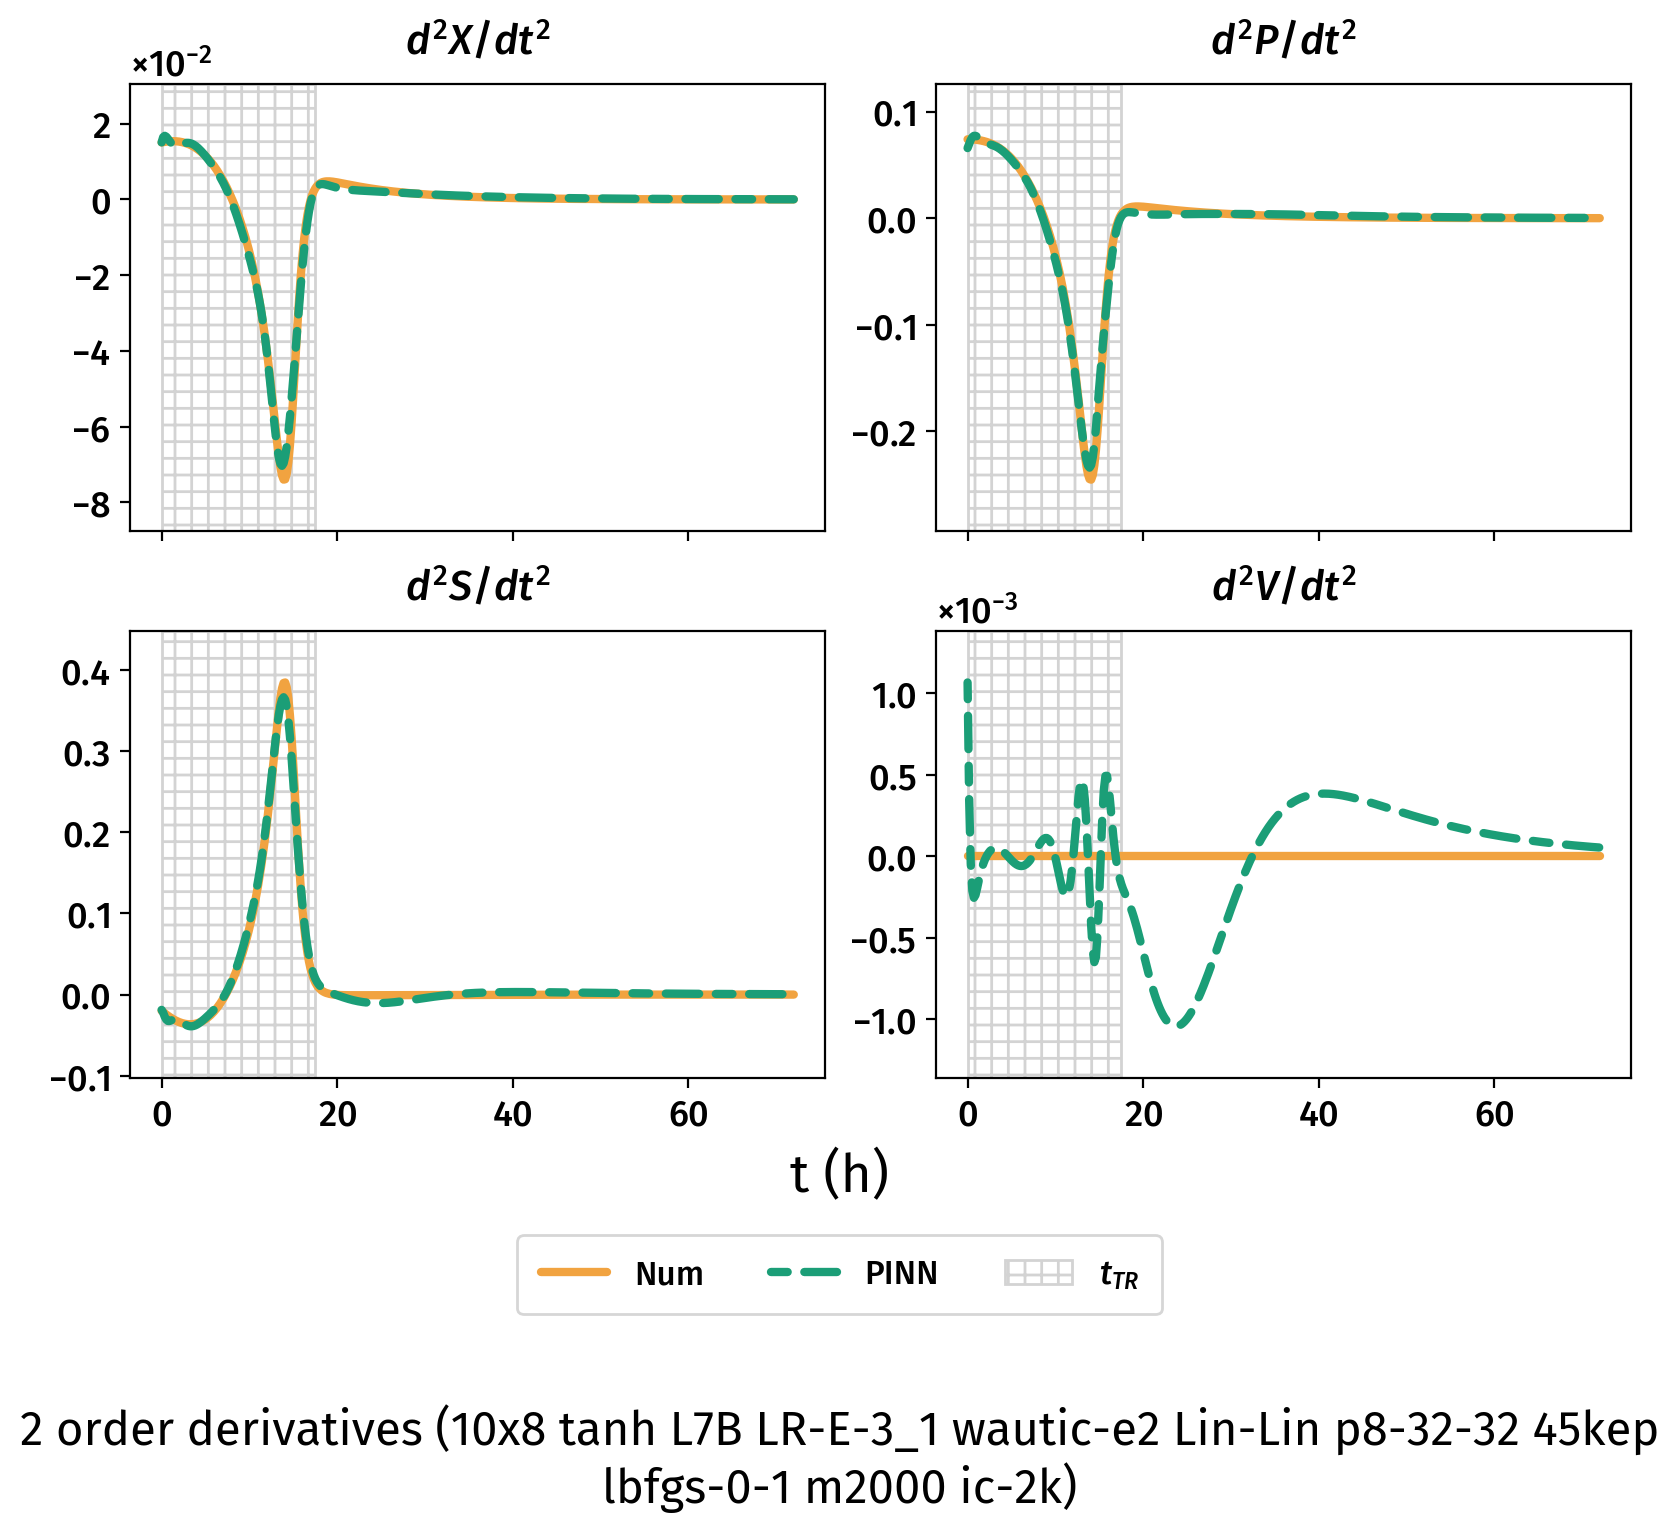 d²X/dt²
×10⁻²
2
0
−2
−4
−6
−8
d²P/dt²
0.1
0.0
−0.1
−0.2
d²S/dt²
0.4
0.3
0.2
0.1
0.0
−0.1
0 20 40 60
d²V/dt²
×10⁻³
1.0
0.5
0.0
−0.5
−1.0
0 20 40 60
t (h)
Num PINN t_TR
2 order derivatives (10x8 tanh L7B LR-E-3_1 wautic-e2 Lin-Lin p8-32-32 45kep
lbfgs-0-1 m2000 ic-2k)